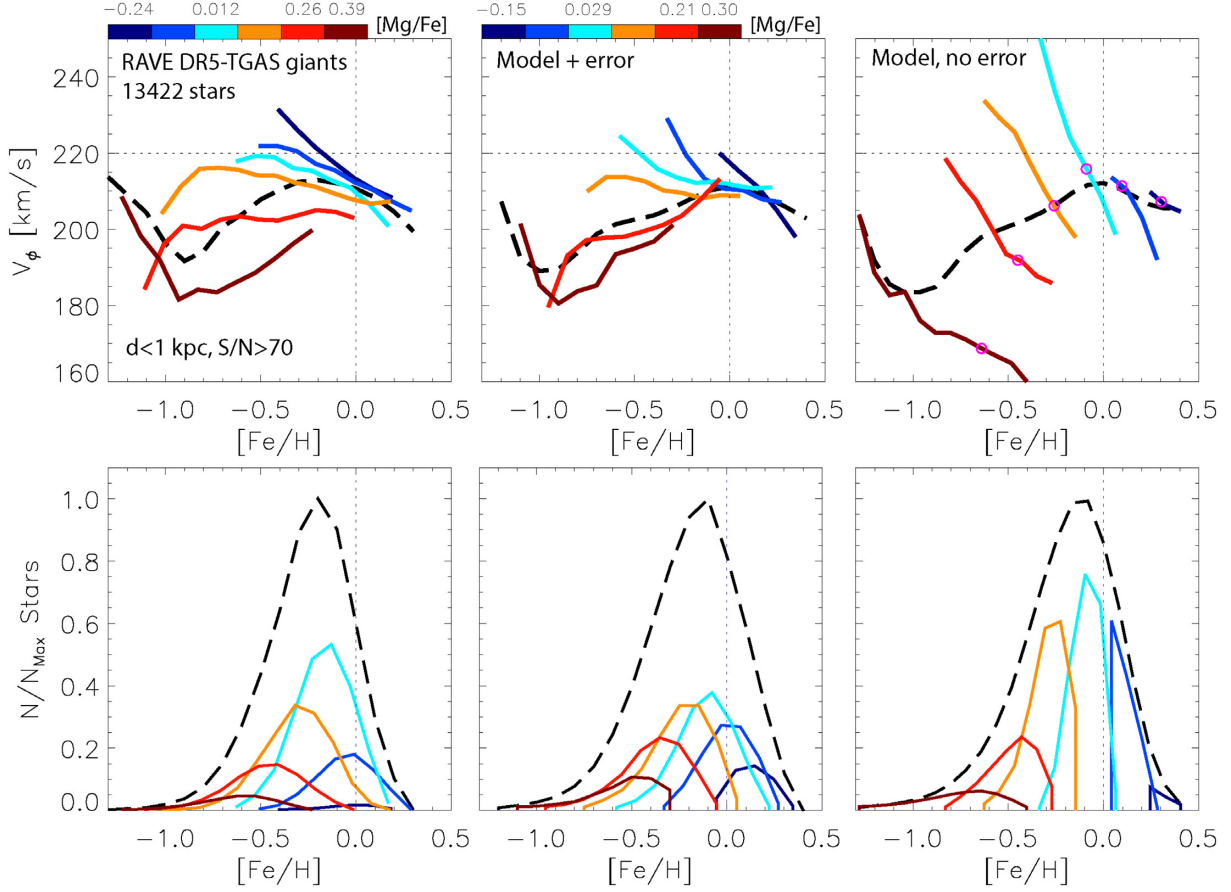 −0.24 0.012 0.26 0.39 [Mg/Fe]
−0.15 0.029 0.21 0.30 [Mg/Fe]
RAVE DR5-TGAS giants
13422 stars
d<1 kpc, S/N>70
Model + error
Model, no error
Vϕ [km/s]
240
220
200
180
160
−1.0 −0.5 0.0 0.5
[Fe/H]
−1.0 −0.5 0.0 0.5
[Fe/H]
−1.0 −0.5 0.0 0.5
[Fe/H]
N/NMax Stars
1.0
0.8
0.6
0.4
0.2
0.0
−1.0 −0.5 0.0 0.5
[Fe/H]
−1.0 −0.5 0.0 0.5
[Fe/H]
−1.0 −0.5 0.0 0.5
[Fe/H]